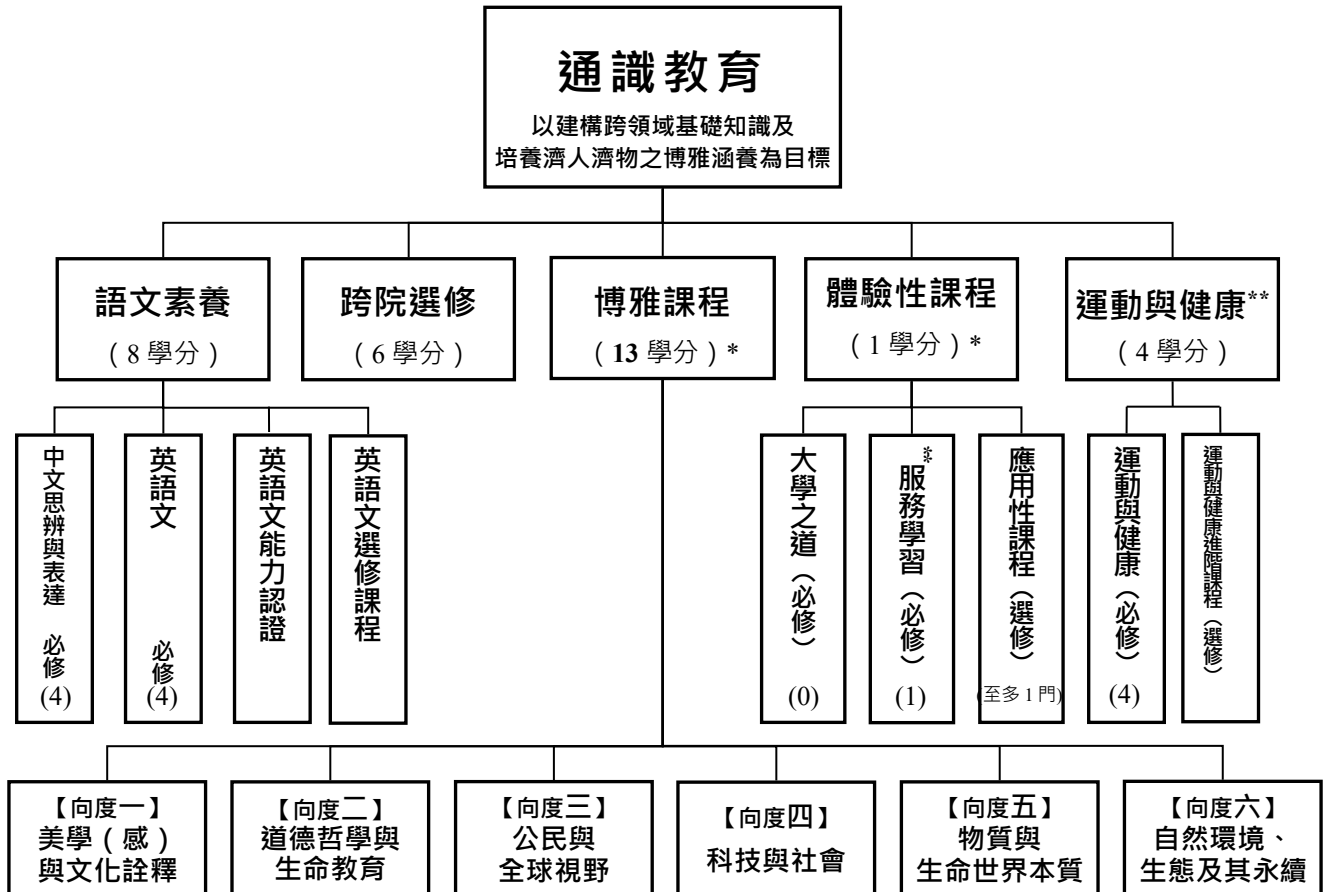 通識教育
以建構跨領域基礎知識及
培養濟人濟物之博雅涵養為目標
語文素養
（8 學分）
跨院選修
（6 學分）
博雅課程
（13 學分）*
體驗性課程
（1 學分）*
運動與健康**
（4 學分）
中文思辨與表達 必修
(4)
英語文 必修
(4)
英語文能力認證
英語文選修課程
大學之道（必修）
(0)
**服務學習（必修）
(1)
應用性課程（選修）
(至多 1 門)
運動與健康（必修）
(4)
運動與健康進階課程（選修）
【向度一】
美學（感）
與文化詮釋
【向度二】
道德哲學與
生命教育
【向度三】
公民與
全球視野
【向度四】
科技與社會
【向度五】
物質與
生命世界本質
【向度六】
自然環境、
生態及其永續